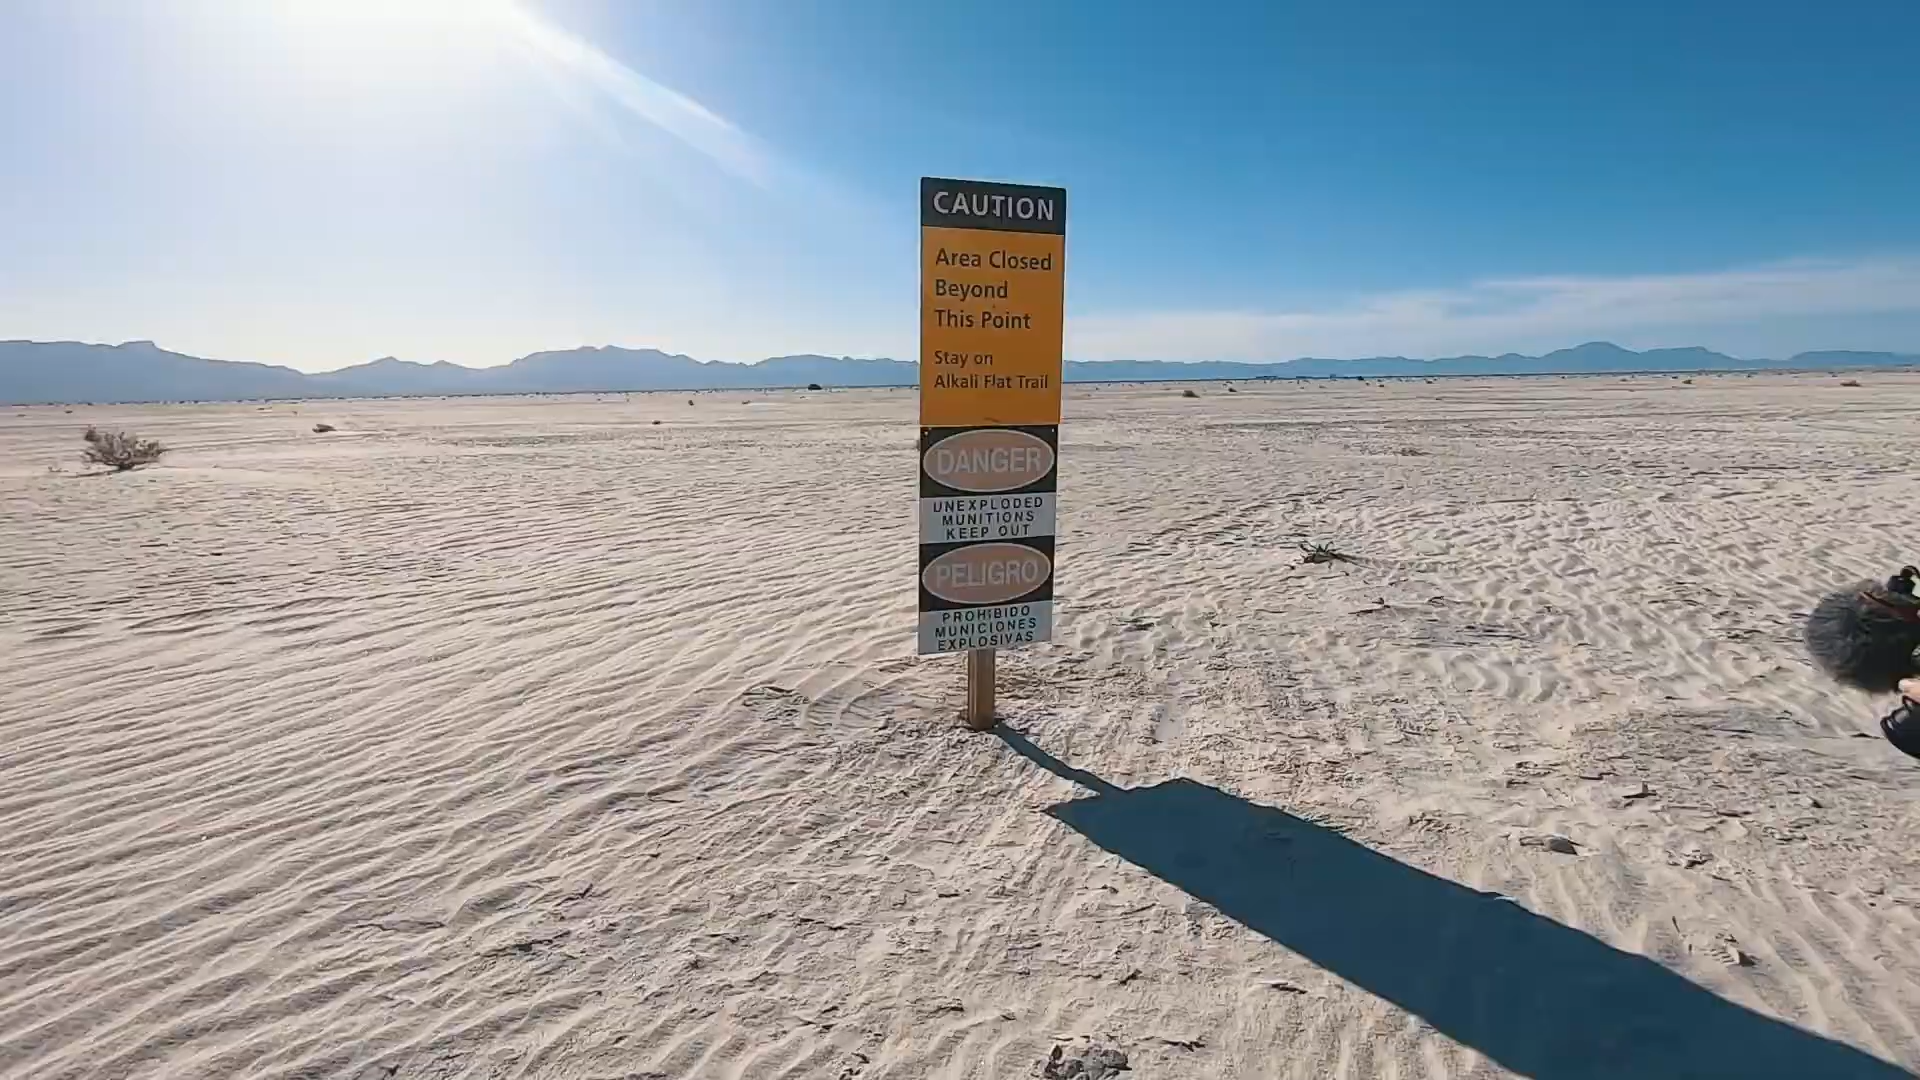 CAUTION
Area Closed
Beyond
This Point
Stay on
Alkali Flat Trail
DANGER
UNEXPLODED
MUNITIONS
KEEP OUT
PELIGRO
PROHIBIDO
MUNICIONES
EXPLOSIVAS